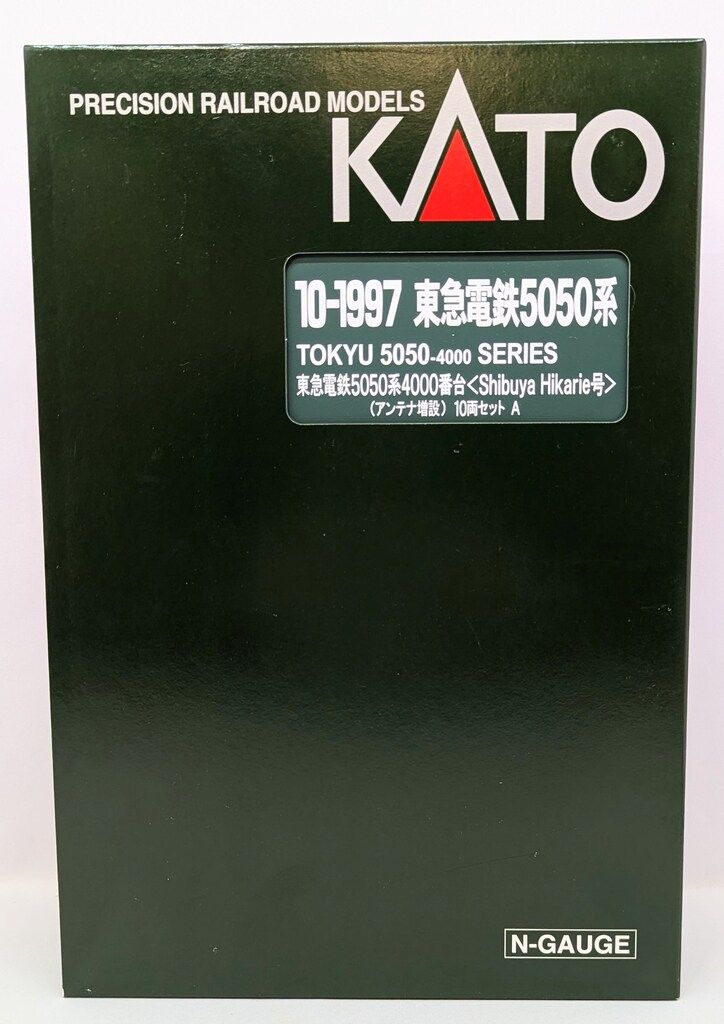 PRECISION RAILROAD MODELS
KATO
10-1997 東急電鉄5050系
TOKYU 5050-4000 SERIES
東急電鉄5050系4000番台<Shibuya Hikarie号>
(アンテナ増設) 10両セット A
N-GAUGE